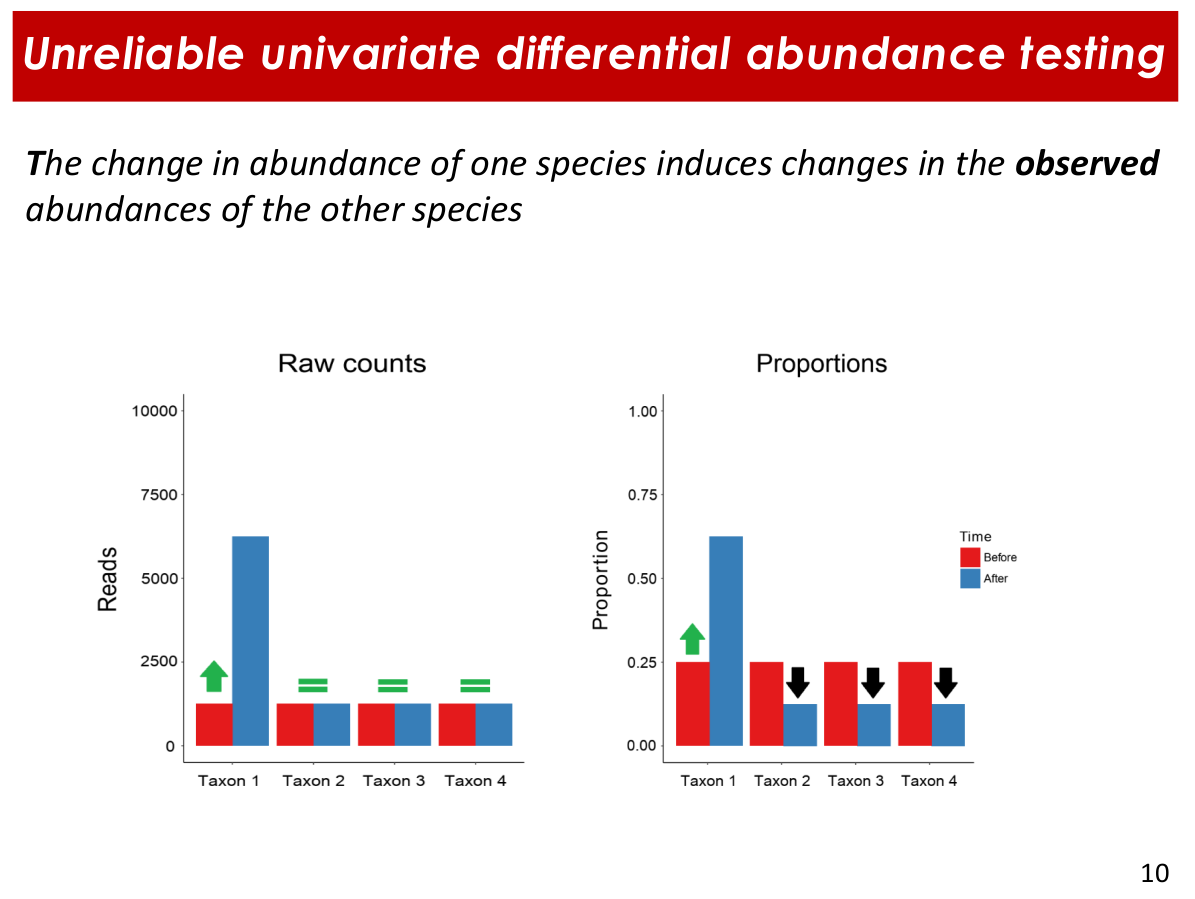 Unreliable univariate differential abundance testing
The change in abundance of one species induces changes in the observed
abundances of the other species
Raw counts
Reads
10000
7500
5000
2500
0
Taxon 1 Taxon 2 Taxon 3 Taxon 4
Proportions
Proportion
1.00
0.75
0.50
0.25
0.00
Taxon 1 Taxon 2 Taxon 3 Taxon 4
Time
Before
After
10